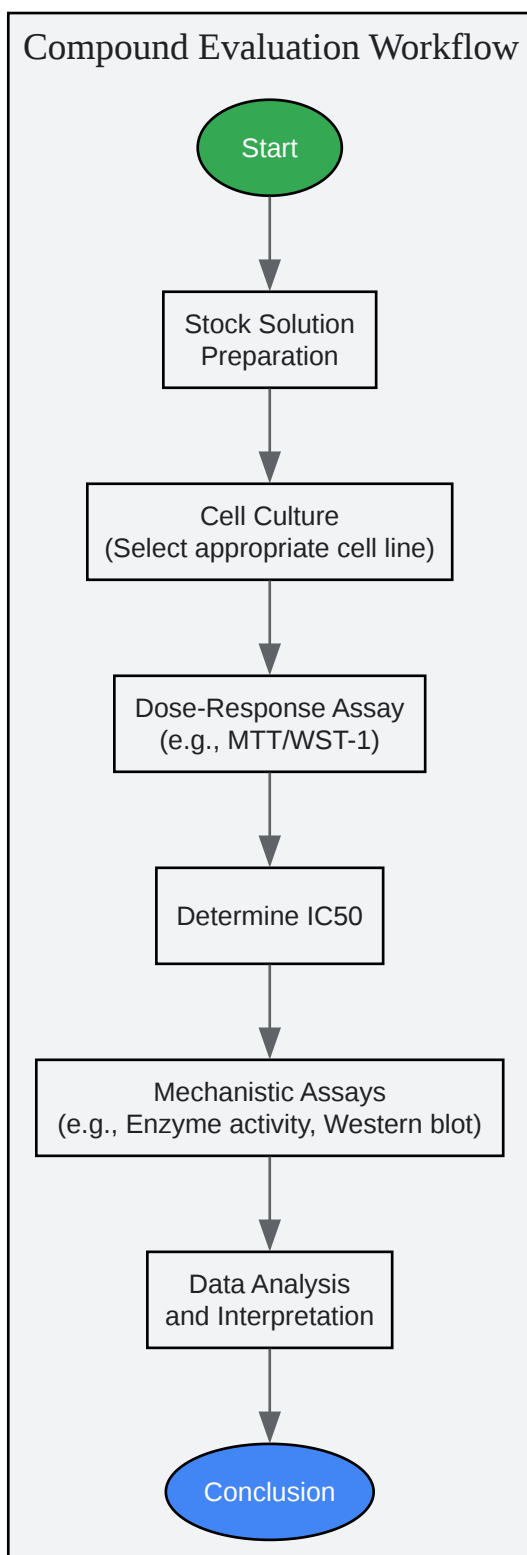 Compound Evaluation Workflow
Start
Stock Solution
Preparation
Cell Culture
(Select appropriate cell line)
Dose-Response Assay
(e.g., MTT/WST-1)
Determine IC50
Mechanistic Assays
(e.g., Enzyme activity, Western blot)
Data Analysis
and Interpretation
Conclusion